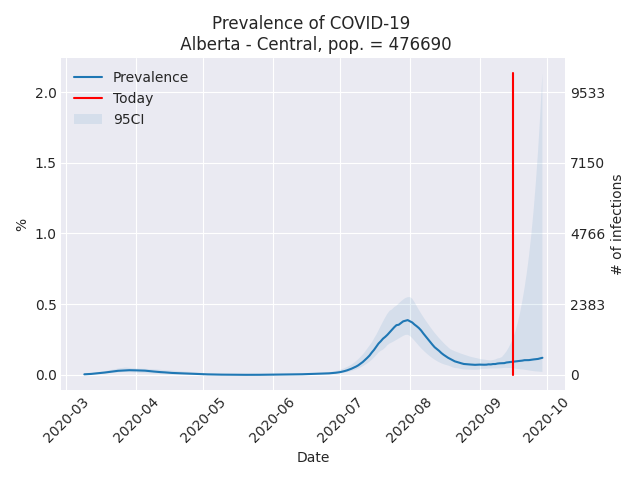 Prevalence of COVID-19
Alberta - Central, pop. = 476690
Prevalence
Today
95CI
2.0
1.5
1.0
0.5
0.0
%
9533
7150
4766
2383
0
# of infections
2020-03
2020-04
2020-05
2020-06
2020-07
2020-08
2020-09
2020-10
Date